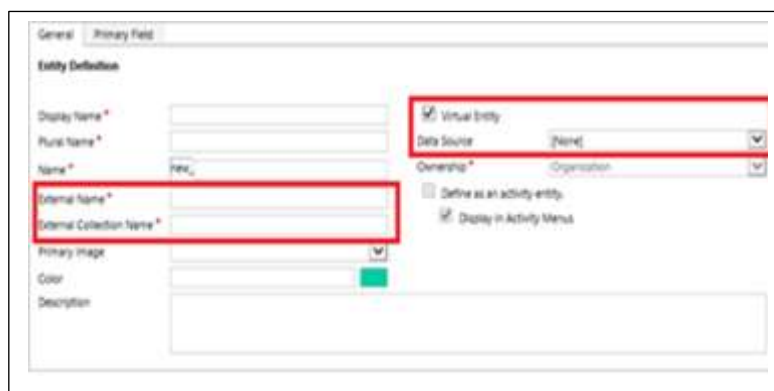 General Primary Field
Entity Definition
Display Name *
Plural Name *
Name * new_
External Name *
External Collection Name *
Primary Image
Color
Description
Virtual Entity
Data Source [None]
Ownership * Organization
Define as an activity entity.
Display in Activity Menus